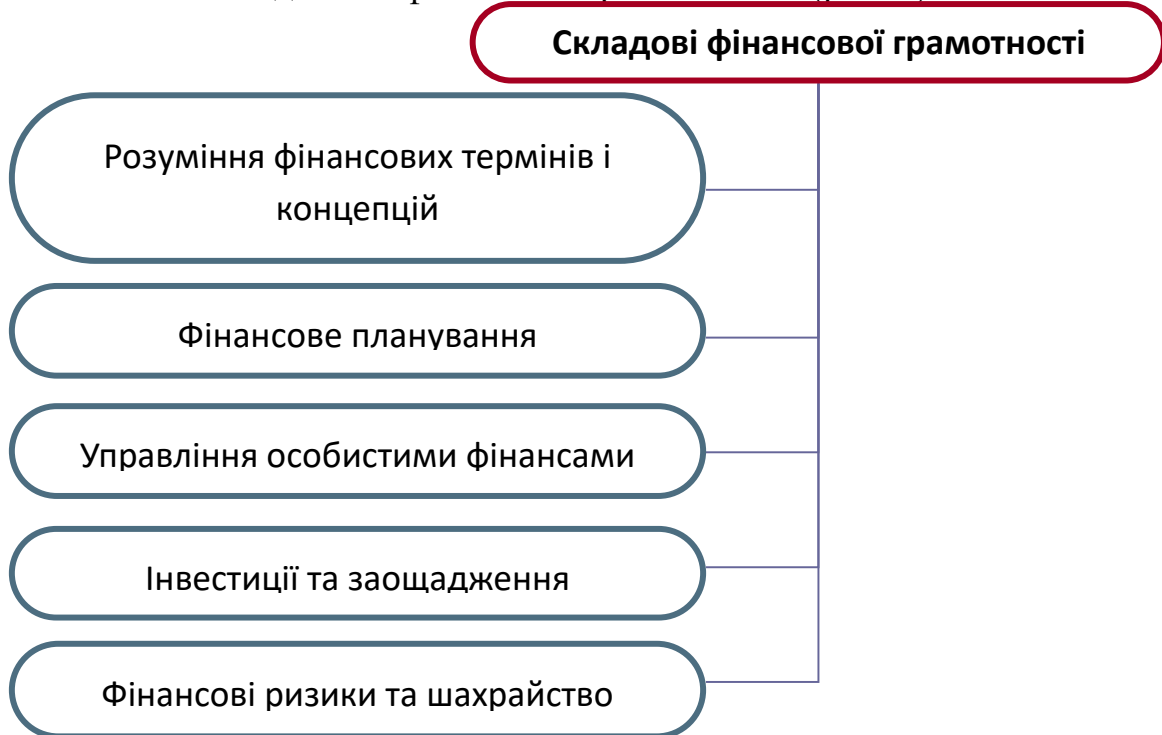 Складові фінансової грамотності
Розуміння фінансових термінів і
концепцій
Фінансове планування
Управління особистими фінансами
Інвестиції та заощадження
Фінансові ризики та шахрайство